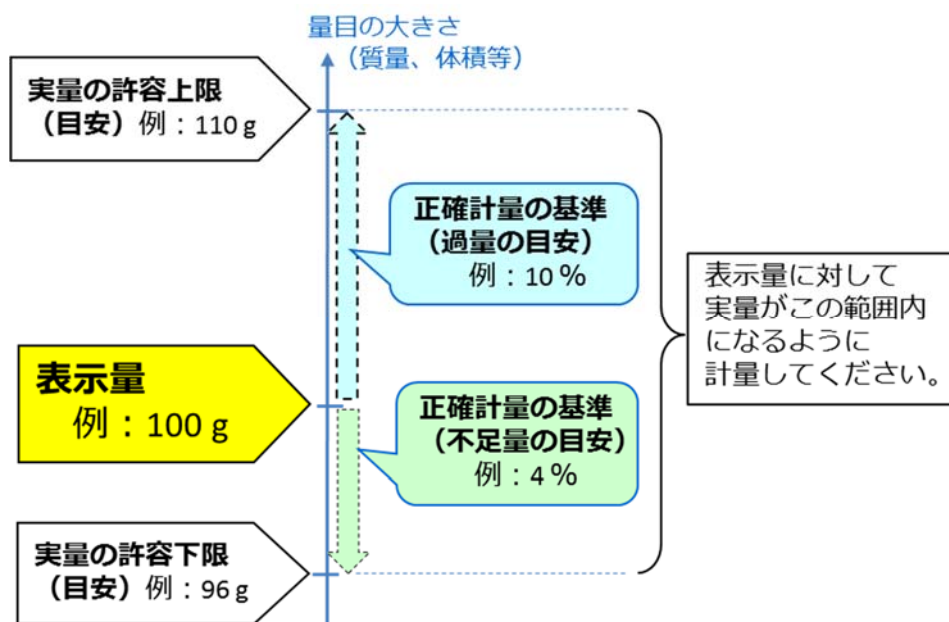 量目の大きさ
（質量、体積等）
実量の許容上限
（目安）例：110 g
正確計量の基準
（過量の目安）
例：10 %
表示量に対して
実量がこの範囲内
になるように
計量してください。
表示量
例：100 g
正確計量の基準
（不足量の目安）
例：4 %
実量の許容下限
（目安）例：96 g